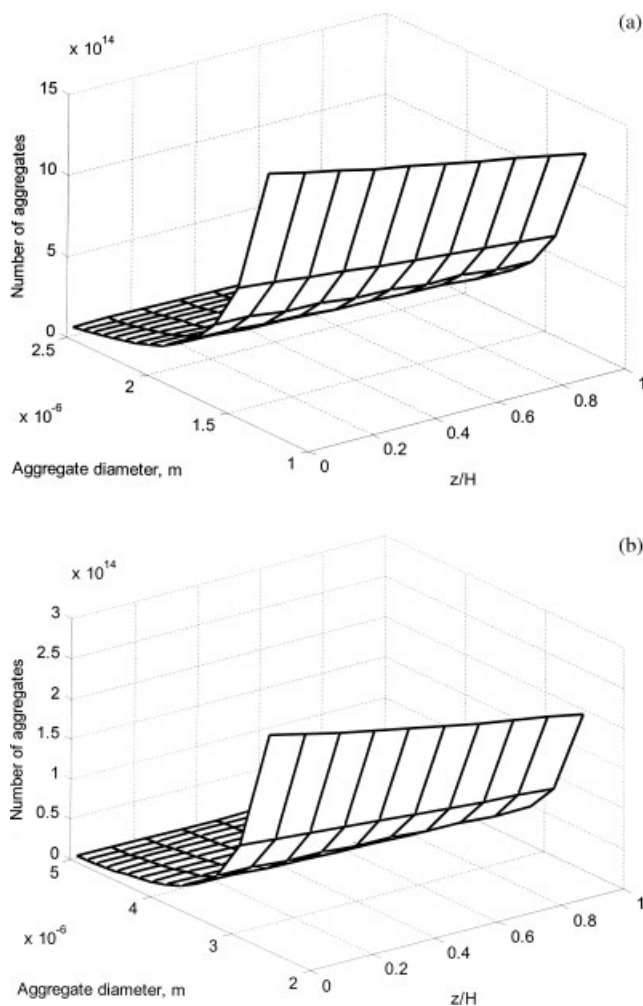 (a)
x 10^14
15
10
5
0
Number of aggregates
2.5
2
1.5
1
x 10^-6
Aggregate diameter, m
0
0.2
0.4
0.6
0.8
1
z/H
(b)
x 10^14
3
2.5
2
1.5
1
0.5
0
Number of aggregates
5
4
3
2
x 10^-6
Aggregate diameter, m
0
0.2
0.4
0.6
0.8
1
z/H